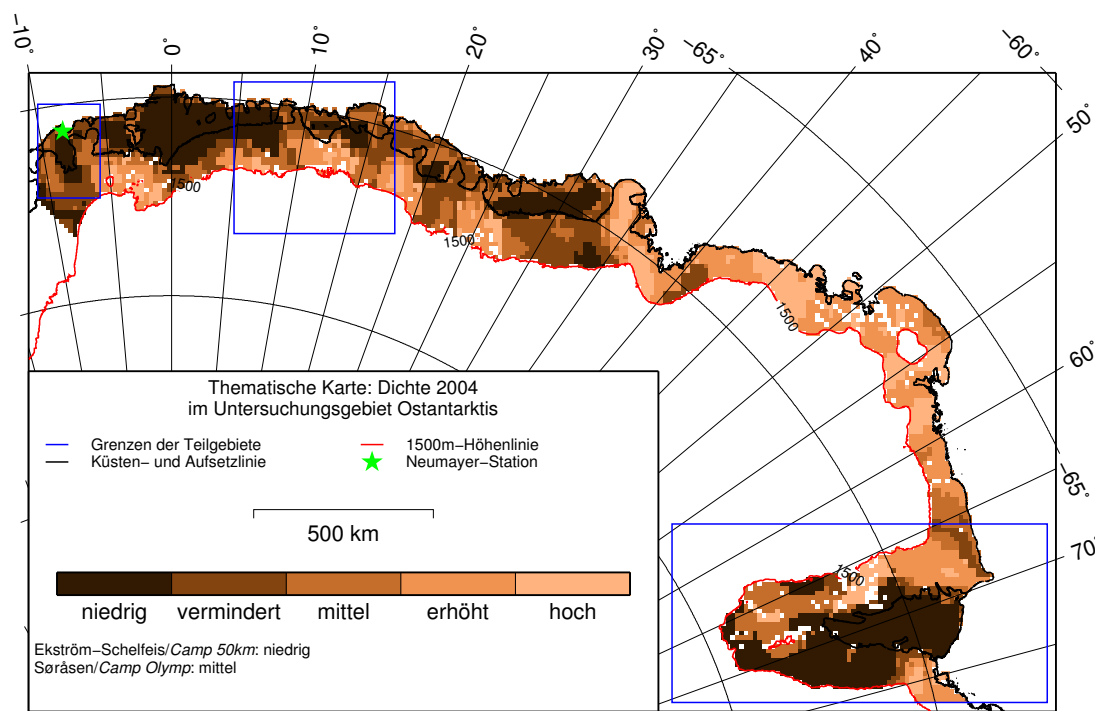 −10°
0°
10°
20°
30°
−65°
40°
−60°
50°
60°
−65°
70°
1500
1500
1500
1500
Thematische Karte: Dichte 2004
im Untersuchungsgebiet Ostantarktis
Grenzen der Teilgebiete
1500m−Höhenlinie
Küsten− und Aufsetzlinie
Neumayer−Station
500 km
niedrig vermindert mittel erhöht hoch
Ekström−Schelfeis/Camp 50km: niedrig
Søråsen/Camp Olymp: mittel